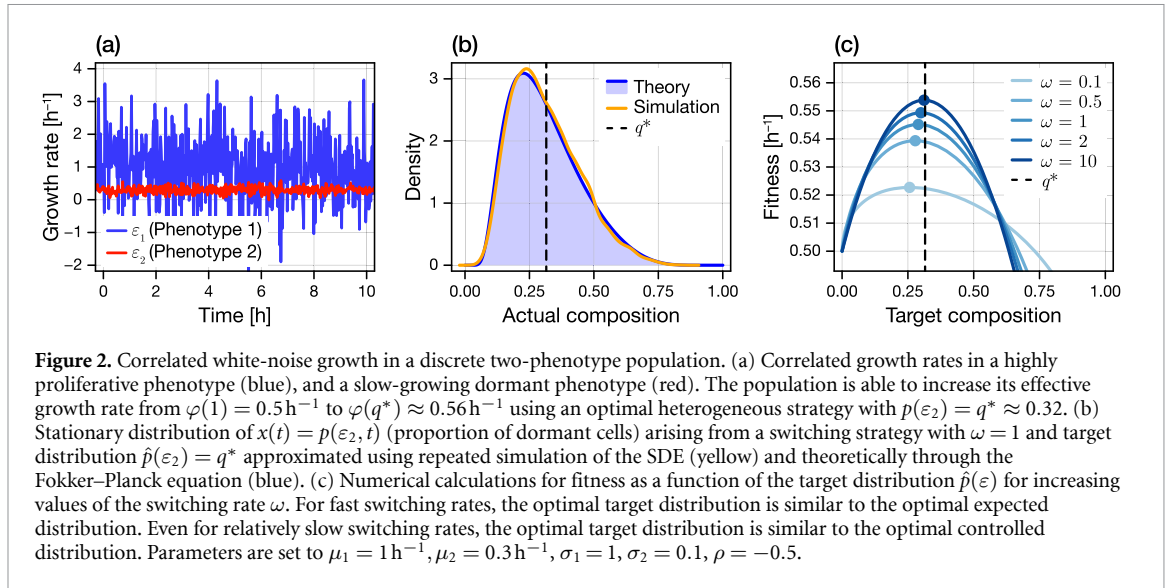 (a)
Growth rate [h⁻¹]
4
3
2
1
0
−1
−2
ε₁ (Phenotype 1)
ε₂ (Phenotype 2)
0 2 4 6 8 10
Time [h]
(b)
Density
3
2
1
0
Theory
Simulation
q*
0.00 0.25 0.50 0.75 1.00
Actual composition
(c)
Fitness [h⁻¹]
0.56
0.55
0.54
0.53
0.52
0.51
0.50
ω = 0.1
ω = 0.5
ω = 1
ω = 2
ω = 10
q*
0.00 0.25 0.50 0.75 1.00
Target composition
Figure 2. Correlated white-noise growth in a discrete two-phenotype population. (a) Correlated growth rates in a highly
proliferative phenotype (blue), and a slow-growing dormant phenotype (red). The population is able to increase its effective
growth rate from φ(1) = 0.5 h⁻¹ to φ(q*) ≈ 0.56 h⁻¹ using an optimal heterogeneous strategy with p(ε₂) = q* ≈ 0.32. (b)
Stationary distribution of x(t) = p(ε₂, t) (proportion of dormant cells) arising from a switching strategy with ω = 1 and target
distribution p̂(ε₂) = q* approximated using repeated simulation of the SDE (yellow) and theoretically through the
Fokker–Planck equation (blue). (c) Numerical calculations for fitness as a function of the target distribution p̂(ε) for increasing
values of the switching rate ω. For fast switching rates, the optimal target distribution is similar to the optimal expected
distribution. Even for relatively slow switching rates, the optimal target distribution is similar to the optimal controlled
distribution. Parameters are set to μ₁ = 1 h⁻¹, μ₂ = 0.3 h⁻¹, σ₁ = 1, σ₂ = 0.1, ρ = −0.5.